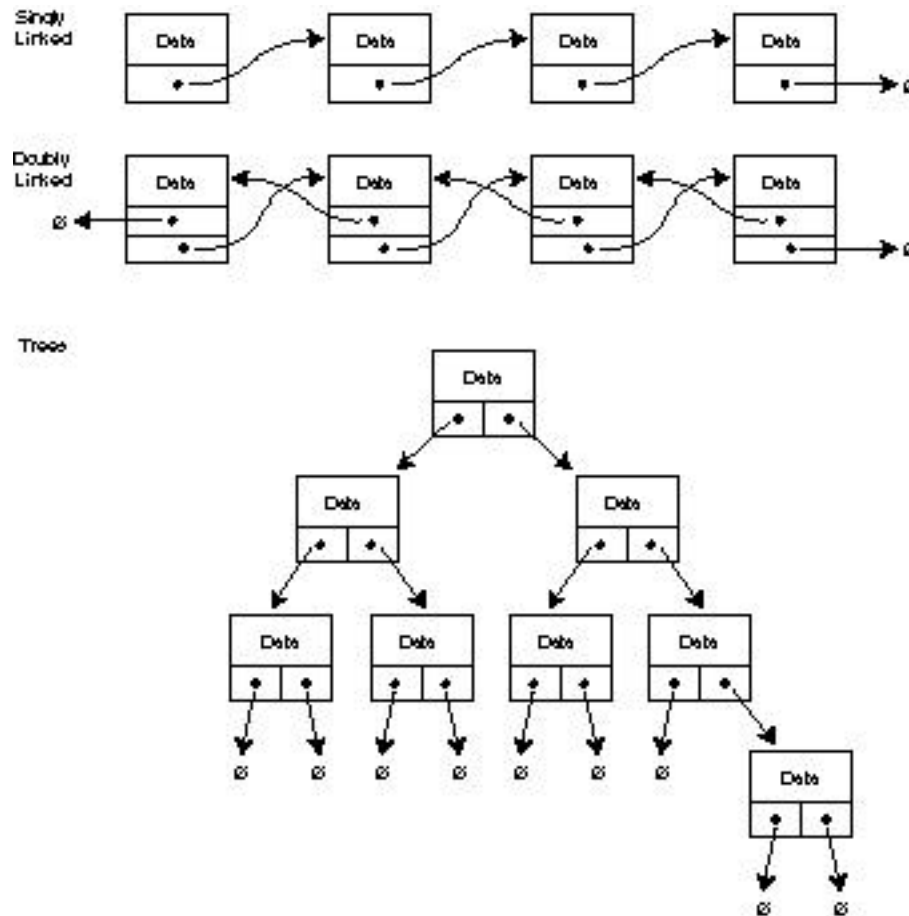 Singly
Linked
Data Data Data Data
ø
Doubly
Linked
Data Data Data Data
ø
ø
Trees
Data
Data Data
Data Data Data Data
ø ø ø ø ø ø ø
Data
ø ø